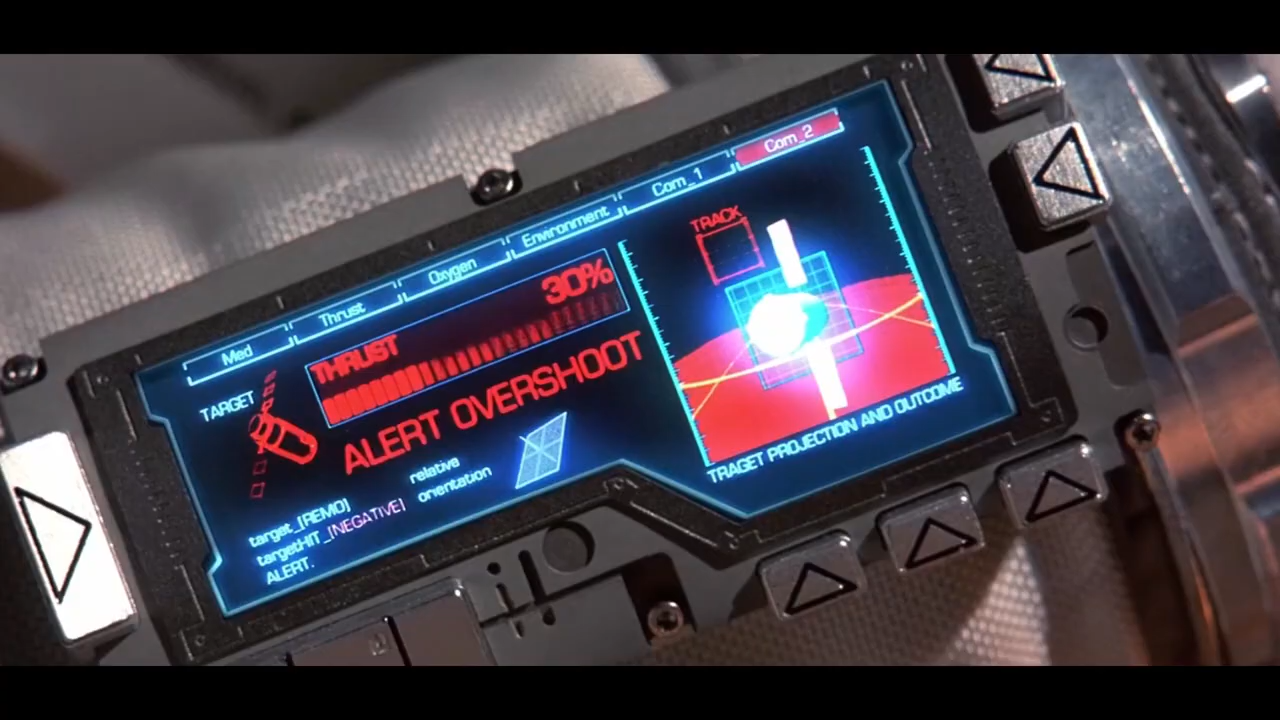 Med
Thrust
Oxygen
Environment
Com_1
Com_2
TARGET
THRUST
30%
ALERT OVERSHOOT
relative
orientation
target_[REMO]
targetHIT_[NEGATIVE]
ALERT.
TRACK
TRAGET PROJECTION AND OUTCOME